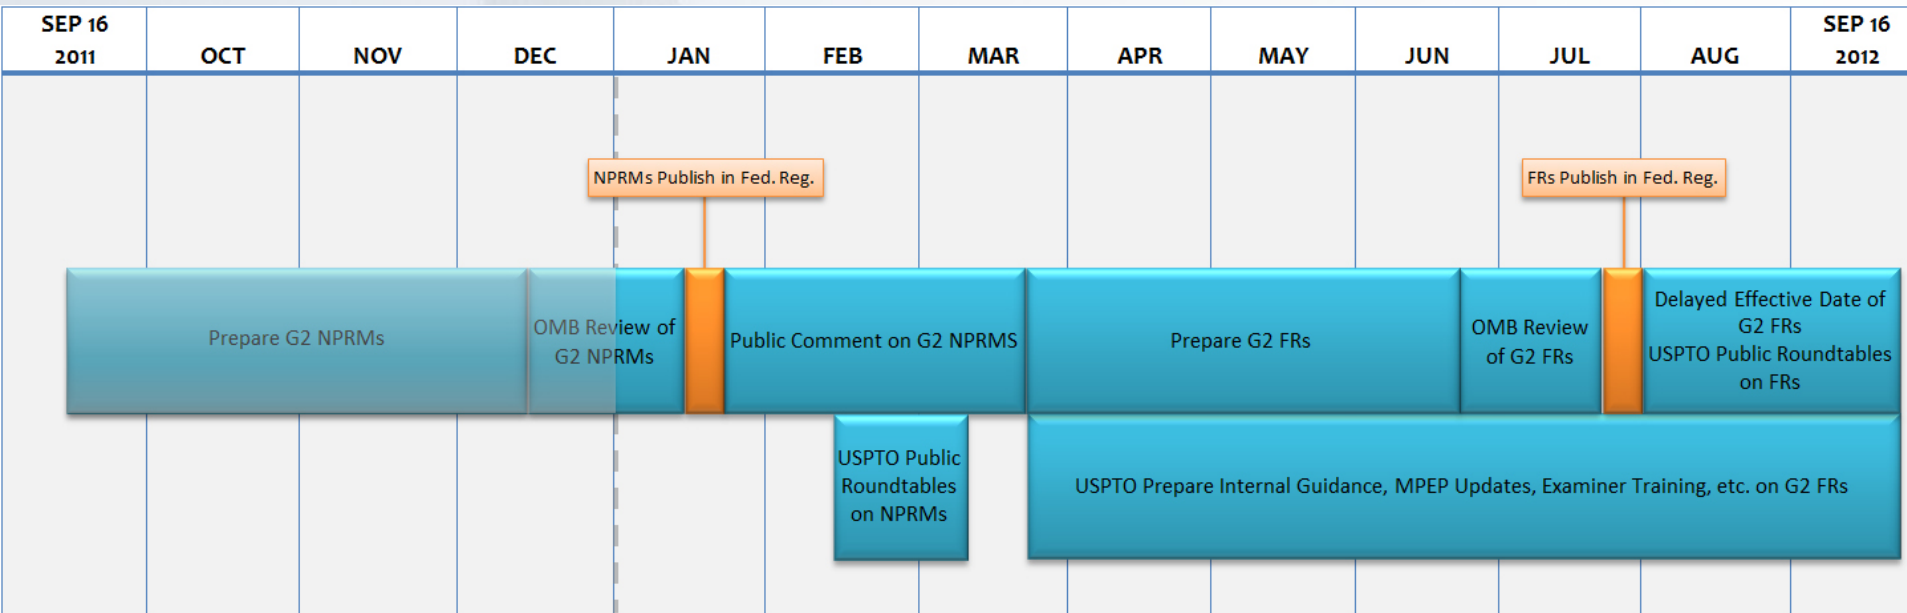 SEP 16
2011
OCT
NOV
DEC
JAN
FEB
MAR
APR
MAY
JUN
JUL
AUG
SEP 16
2012
NPRMs Publish in Fed. Reg.
FRs Publish in Fed. Reg.
Prepare G2 NPRMs
OMB Review of
G2 NPRMs
Public Comment on G2 NPRMS
Prepare G2 FRs
OMB Review
of G2 FRs
Delayed Effective Date of
G2 FRs
USPTO Public Roundtables
on FRs
USPTO Public
Roundtables
on NPRMs
USPTO Prepare Internal Guidance, MPEP Updates, Examiner Training, etc. on G2 FRs